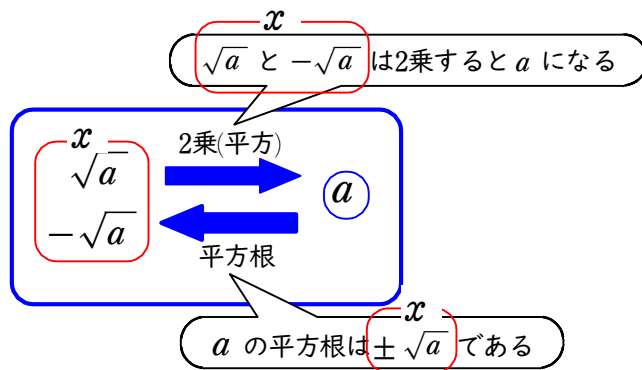 x
√a と −√a は2乗すると a になる
x
√a
2乗(平方)
a
−√a
平方根
x
a の平方根は ± √a である